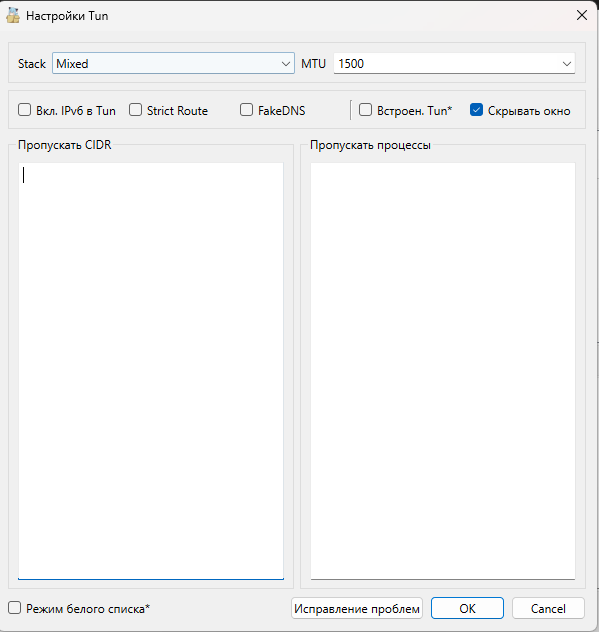 Настройки Tun
Stack Mixed MTU 1500
Вкл. IPv6 в Tun Strict Route FakeDNS Встроен. Tun* Скрывать окно
Пропускать CIDR Пропускать процессы
Режим белого списка* Исправление проблем OK Cancel